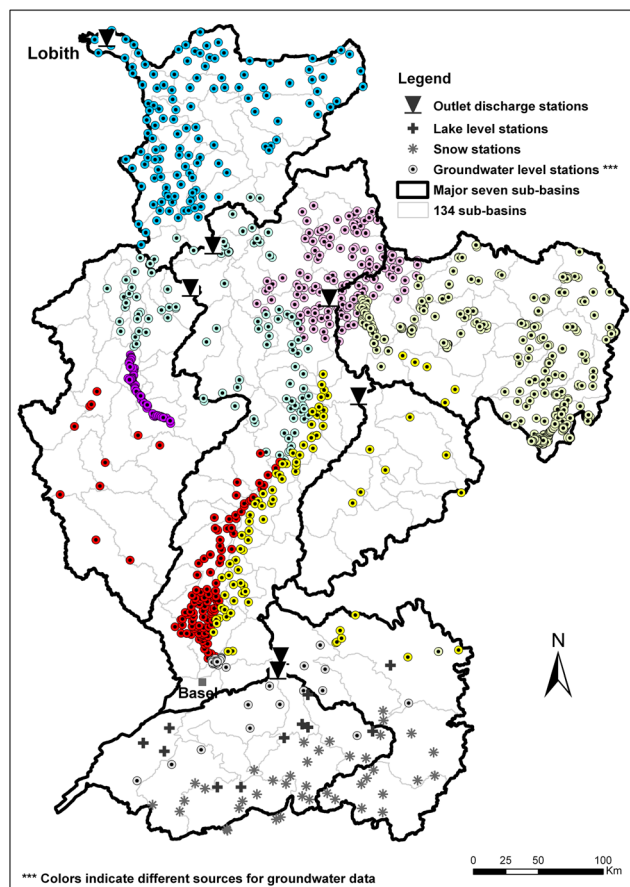 Lobith
Legend
Outlet discharge stations
Lake level stations
Snow stations
Groundwater level stations ***
Major seven sub-basins
134 sub-basins
N
Basel
0 25 50 100
Km
*** Colors indicate different sources for groundwater data